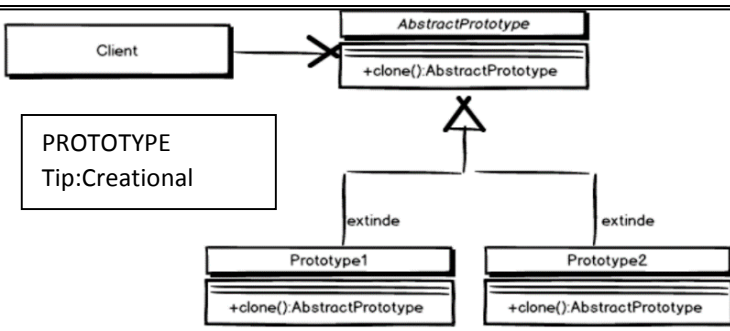 AbstractPrototype
Client
+clone():AbstractPrototype
PROTOTYPE
Tip:Creational
extinde
extinde
Prototype1
Prototype2
+clone():AbstractPrototype
+clone():AbstractPrototype